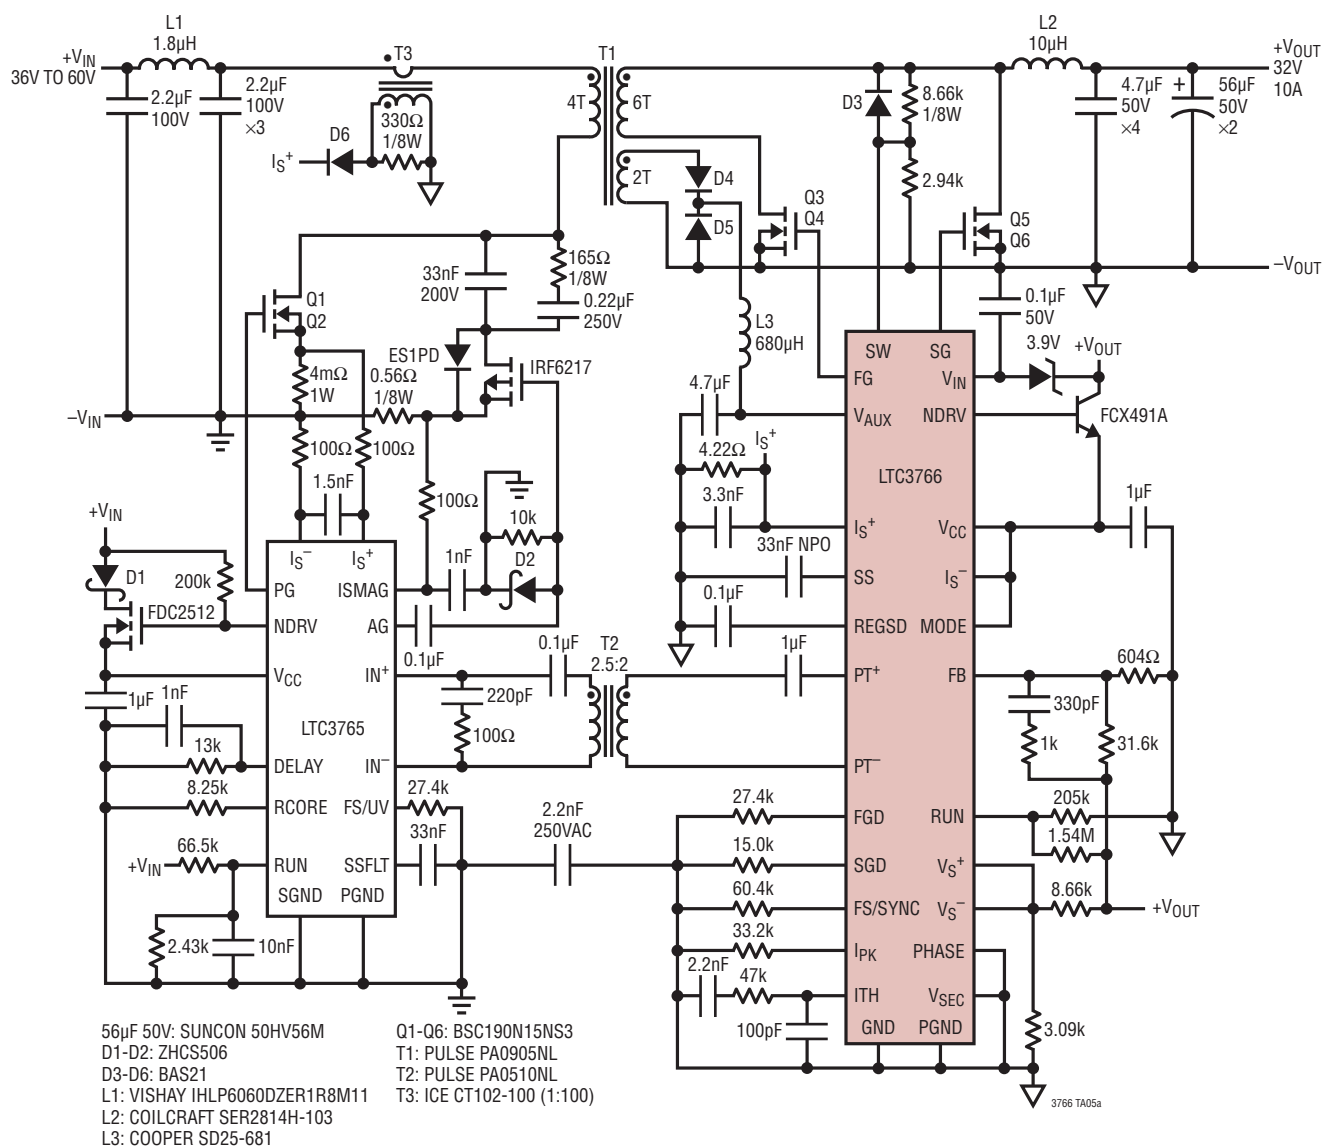 L1
1.8µH
T3
T1
L2
10µH
+VIN
36V TO 60V
+VOUT
32V
10A
2.2µF
100V
2.2µF
100V
×3
330Ω
1/8W
D6
IS+
4T
6T
2T
D4
D5
D3
8.66k
1/8W
2.94k
4.7µF
50V
×4
+
56µF
50V
×2
Q3
Q4
Q5
Q6
–VOUT
33nF
200V
165Ω
1/8W
0.22µF
250V
Q1
Q2
ES1PD
IRF6217
4mΩ
1W
0.56Ω
1/8W
–VIN
100Ω
100Ω
1.5nF
100Ω
10k
1nF
D2
L3
680µH
0.1µF
50V
3.9V
+VOUT
FCX491A
4.7µF
4.22Ω
IS+
3.3nF
33nF NPO
0.1µF
1µF
SW
SG
FG
VIN
VAUX
NDRV
LTC3766
IS+
VCC
SS
IS–
REGSD
MODE
PT+
FB
PT–
FGD
RUN
SGD
VS+
FS/SYNC
VS–
IPK
PHASE
ITH
VSEC
GND
PGND
+VIN
D1
200k
FDC2512
IS–
IS+
PG
ISMAG
NDRV
AG
VCC
IN+
LTC3765
DELAY
IN–
RCORE
FS/UV
RUN
SSFLT
SGND
PGND
0.1µF
0.1µF
T2
2.5:2
1µF
1µF
1nF
13k
8.25k
220pF
100Ω
27.4k
33nF
2.2nF
250VAC
66.5k
+VIN
2.43k
10nF
604Ω
330pF
1k
31.6k
205k
1.54M
8.66k
+VOUT
3.09k
27.4k
15.0k
60.4k
33.2k
2.2nF
47k
100pF
56µF 50V: SUNCON 50HV56M
D1-D2: ZHCS506
D3-D6: BAS21
L1: VISHAY IHLP6060DZER1R8M11
L2: COILCRAFT SER2814H-103
L3: COOPER SD25-681
Q1-Q6: BSC190N15NS3
T1: PULSE PA0905NL
T2: PULSE PA0510NL
T3: ICE CT102-100 (1:100)
3766 TA05a